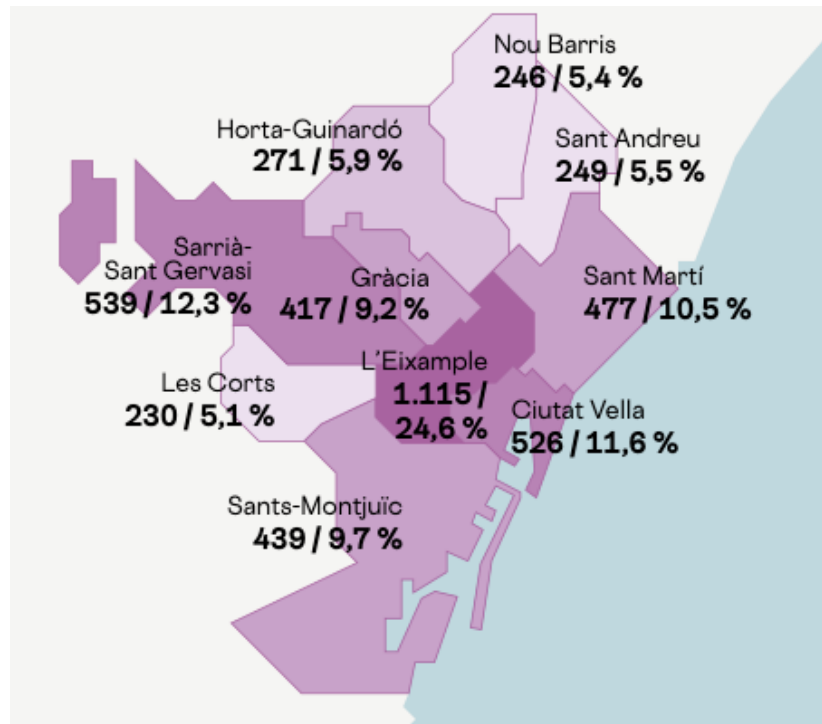 Nou Barris
246 / 5,4 %
Horta-Guinardó
271 / 5,9 %
Sant Andreu
249 / 5,5 %
Sarrià-
Sant Gervasi
539 / 12,3 %
Gràcia
417 / 9,2 %
Sant Martí
477 / 10,5 %
L’Eixample
1.115 /
24,6 %
Les Corts
230 / 5,1 %
Ciutat Vella
526 / 11,6 %
Sants-Montjuïc
439 / 9,7 %